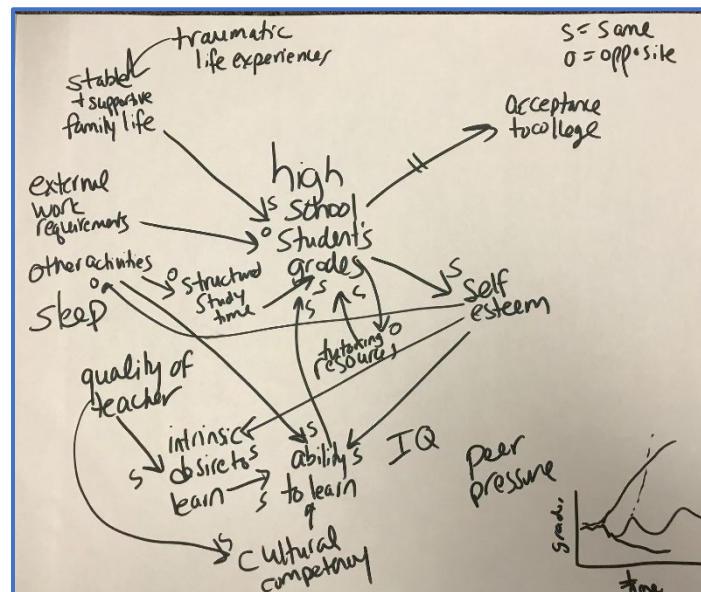 traumatic
life experiences
stable
+ supportive
family life
s = same
o = opposite
acceptance
to college
external
work
requirements
high
school
student's
grades
s
o
other activities
o
structured
study
time
s
s
s
o
sleep
s
self
esteem
o
tutoring
resources
quality of
teacher
s
intrinsic
desire to
learn
s
s
s
ability
to learn
s
IQ
peer
pressure
s
cultural
competency
grades
time